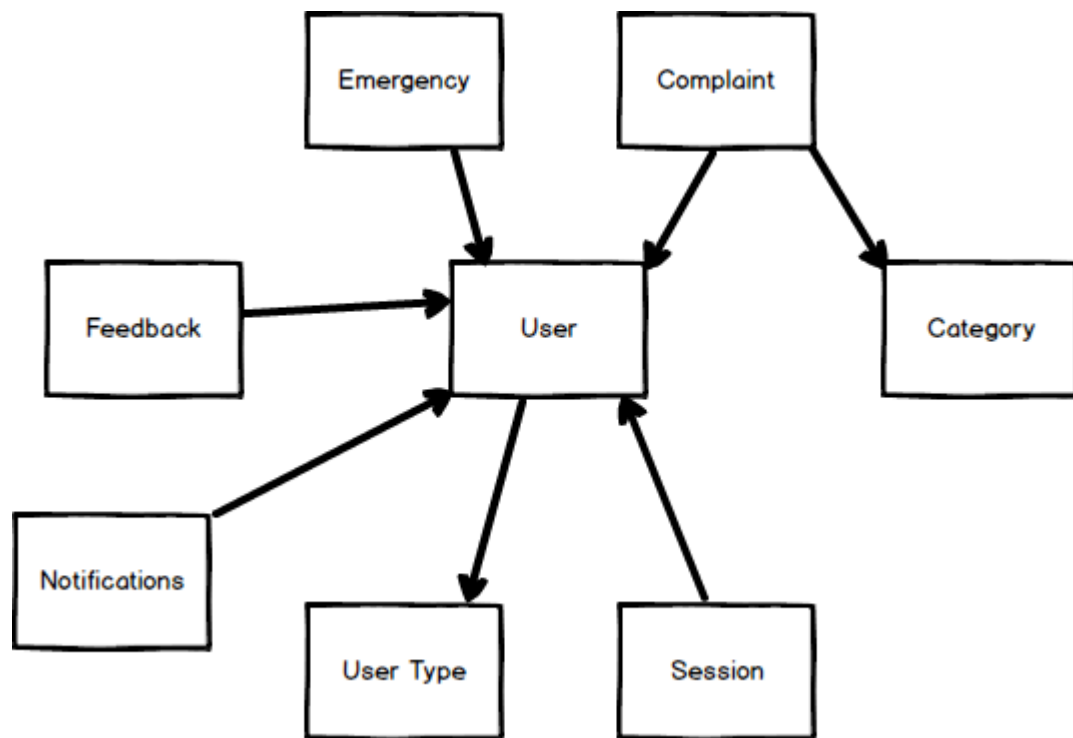 Emergency
Complaint
Feedback
User
Category
Notifications
User Type
Session